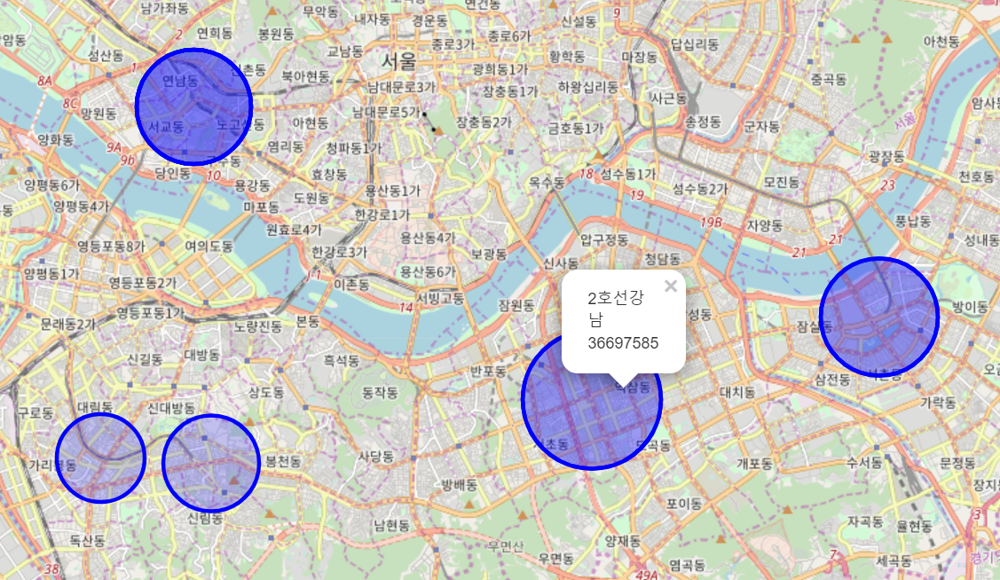 남가좌동
무악동
내자동
경운동
연건동
9
신설동
연희동
봉원동
종로3가
종로6가
답십리동
아천동
2
성산동
교남동
서울
황학동
마장동
1
신촌동
북아현동
광희동1가
중곡동
8A
연남동
남대문로3가
장충동1가
하왕십리동
사근동
8C
망원동
서교동
노고산동
아현동
남대문로5가
장충동2가
금호동1가
송정동
군자동
서울
양화동
9A
염리동
청파동1가
9b
당인동
10
효창동
18
성수동1가
광장동
천호동
양평동6가
용강동
용산동1가
옥수동
19
성수동2가
모진동
23
양평동4가
마포동
도원동
한강로1가
19B
자양동
풍납동
영등포동8가
여의도동
원효로4가
용산동4가
압구정동
21
성내동
한강로3가
보광동
신사동
청담동
21
양평동1가
용산동6가
영등포동2가
이촌동
서빙고동
14
잠원동
2호선강
남
36697585
×
방이동
문래동2가
영등포동1가
노량진동
본동
잠실동
신길동
대방동
흑석동
반포동
역삼동
삼전동
석촌동
상도동
동작동
대치동
가락동
구로동
대림동
신대방동
서초동
도곡동
가리봉동
봉천동
사당동
개포동
수서동
문정동
방배동
신림동
포이동
남현동
자곡동
율현동
3
독산동
우면산
양재동
우면동
염곡동
7
세곡동
38
49A